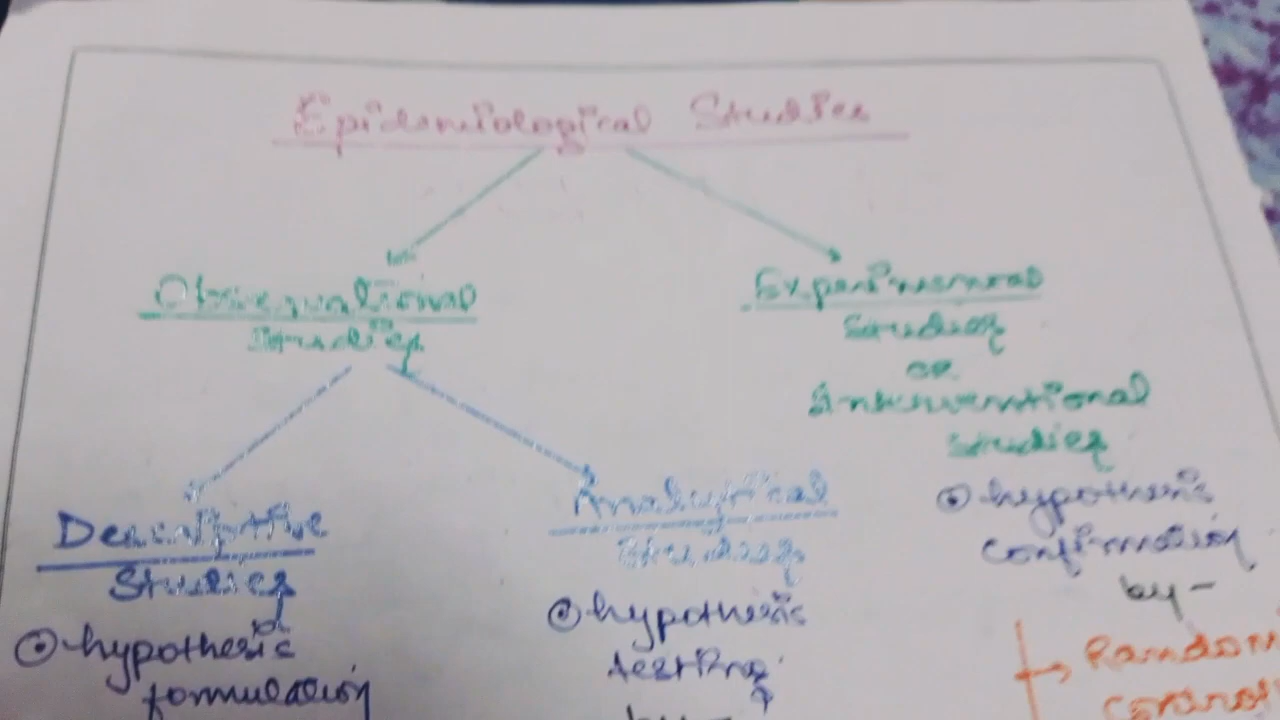 Epidemiological Studies
Observational
Studies
Experimental
Studies
or
Interventional
Studies
Descriptive
Studies
Analytical
Studies
hypothesis
formulation
hypothesis
testing
by-
hypothesis
confirmation
by-
Random